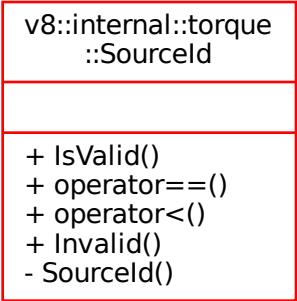 v8::internal::torque
::SourceId
+ IsValid()
+ operator==()
+ operator<()
+ Invalid()
- SourceId()